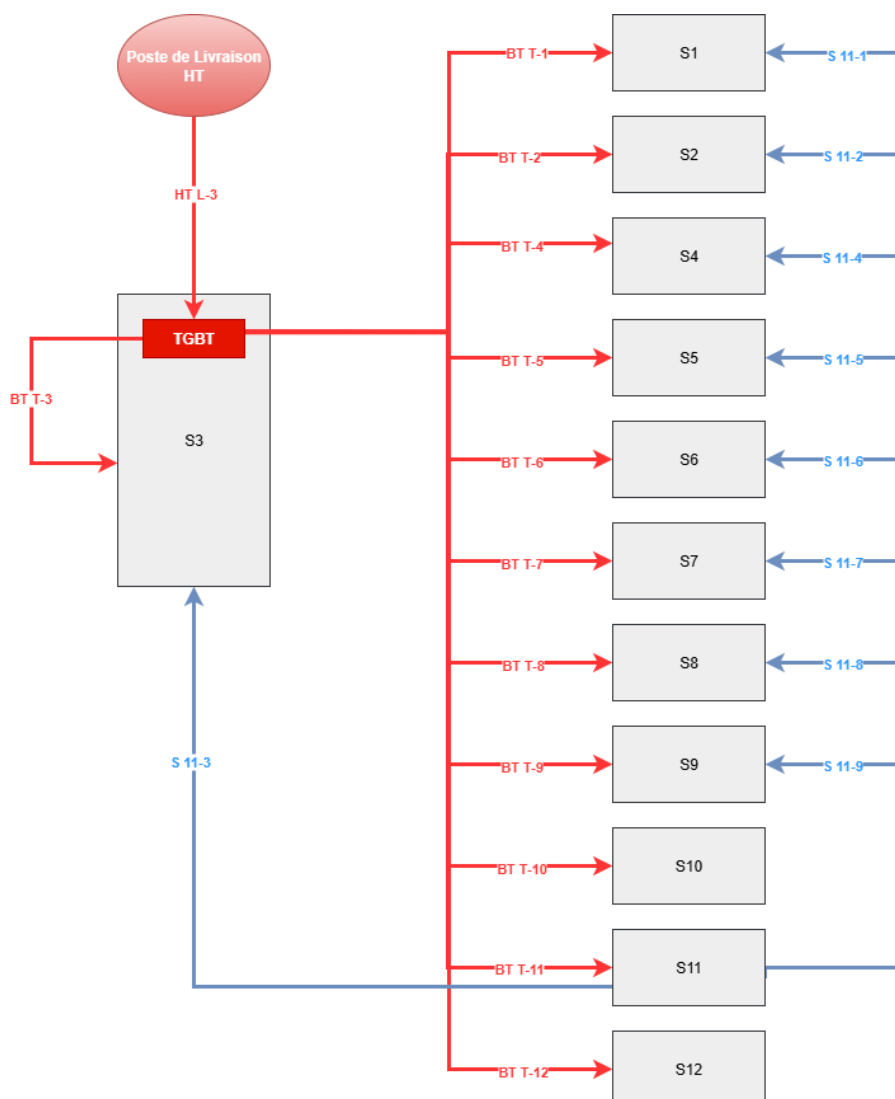 Poste de Livraison
HT
HT L-3
TGBT
BT T-3
S3
S 11-3
BT T-1
S1
S 11-1
BT T-2
S2
S 11-2
BT T-4
S4
S 11-4
BT T-5
S5
S 11-5
BT T-6
S6
S 11-6
BT T-7
S7
S 11-7
BT T-8
S8
S 11-8
BT T-9
S9
S 11-9
BT T-10
S10
BT T-11
S11
BT T-12
S12